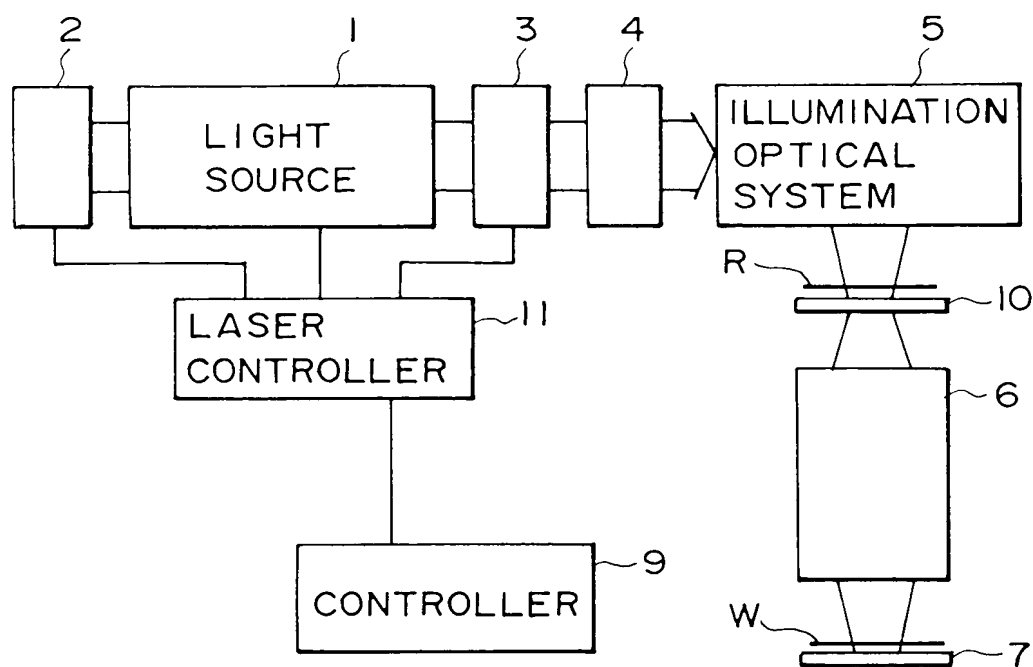 2
1
3
4
5
LIGHT
SOURCE
ILLUMINATION
OPTICAL
SYSTEM
R
10
LASER
CONTROLLER
11
6
CONTROLLER
9
W
7